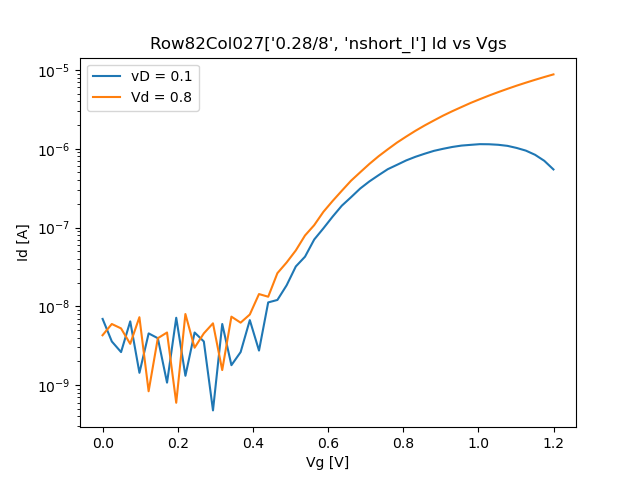 Row82Col027['0.28/8', 'nshort_l'] Id vs Vgs
vD = 0.1
Vd = 0.8
Id [A]
10⁻⁵
10⁻⁶
10⁻⁷
10⁻⁸
10⁻⁹
0.0 0.2 0.4 0.6 0.8 1.0 1.2
Vg [V]